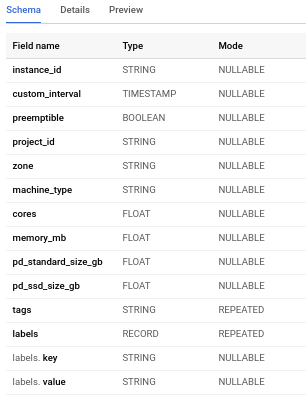 Schema Details Preview
Field name Type Mode
instance_id STRING NULLABLE
custom_interval TIMESTAMP NULLABLE
preemptible BOOLEAN NULLABLE
project_id STRING NULLABLE
zone STRING NULLABLE
machine_type STRING NULLABLE
cores FLOAT NULLABLE
memory_mb FLOAT NULLABLE
pd_standard_size_gb FLOAT NULLABLE
pd_ssd_size_gb FLOAT NULLABLE
tags STRING REPEATED
labels RECORD REPEATED
labels. key STRING NULLABLE
labels. value STRING NULLABLE